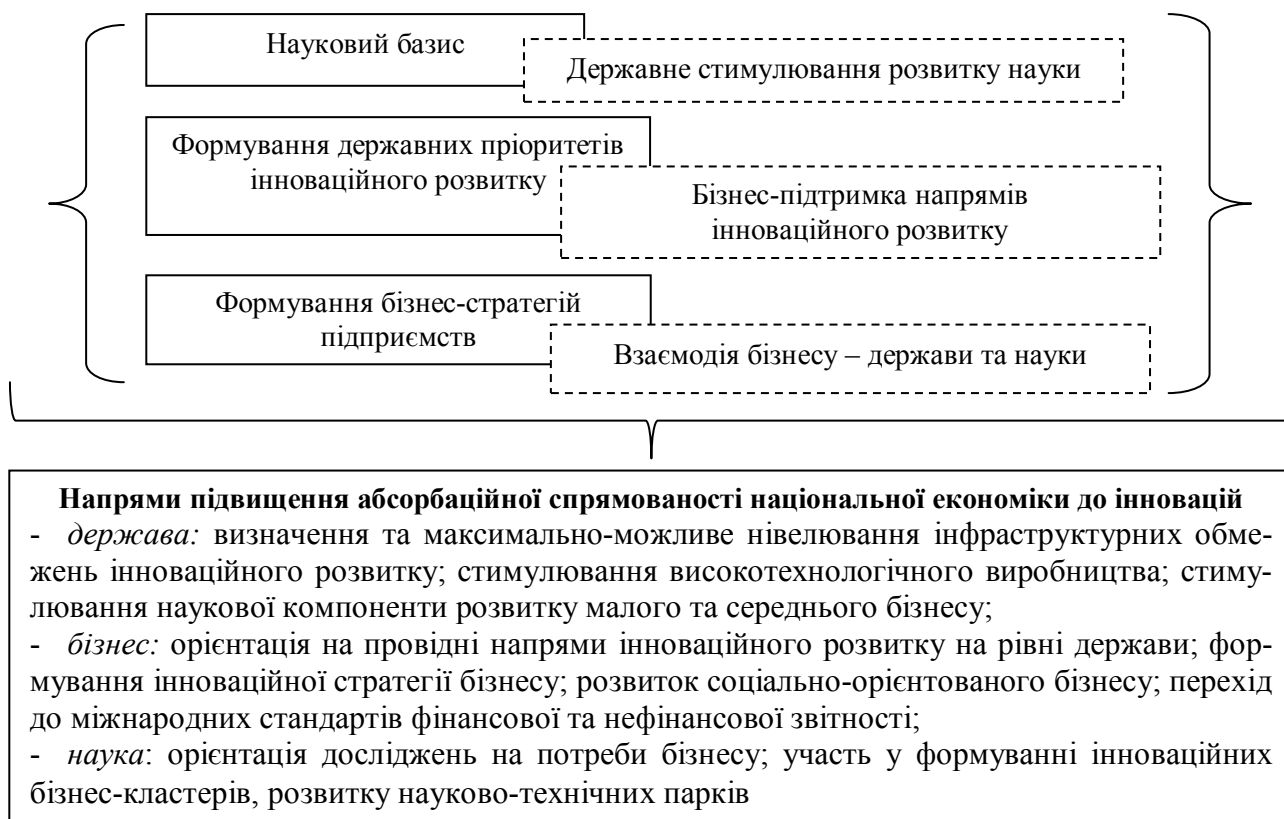 Науковий базис
Державне стимулювання розвитку науки
Формування державних пріоритетів
інноваційного розвитку
Бізнес-підтримка напрямів
інноваційного розвитку
Формування бізнес-стратегій
підприємств
Взаємодія бізнесу – держави та науки
Напрями підвищення абсорбаційної спрямованості національної економіки до інновацій
- держава: визначення та максимально-можливе нівелювання інфраструктурних обме-
жень інноваційного розвитку; стимулювання високотехнологічного виробництва; стиму-
лювання наукової компоненти розвитку малого та середнього бізнесу;
- бізнес: орієнтація на провідні напрями інноваційного розвитку на рівні держави; фор-
мування інноваційної стратегії бізнесу; розвиток соціально-орієнтованого бізнесу; перехід
до міжнародних стандартів фінансової та нефінансової звітності;
- наука: орієнтація досліджень на потреби бізнесу; участь у формуванні інноваційних
бізнес-кластерів, розвитку науково-технічних парків